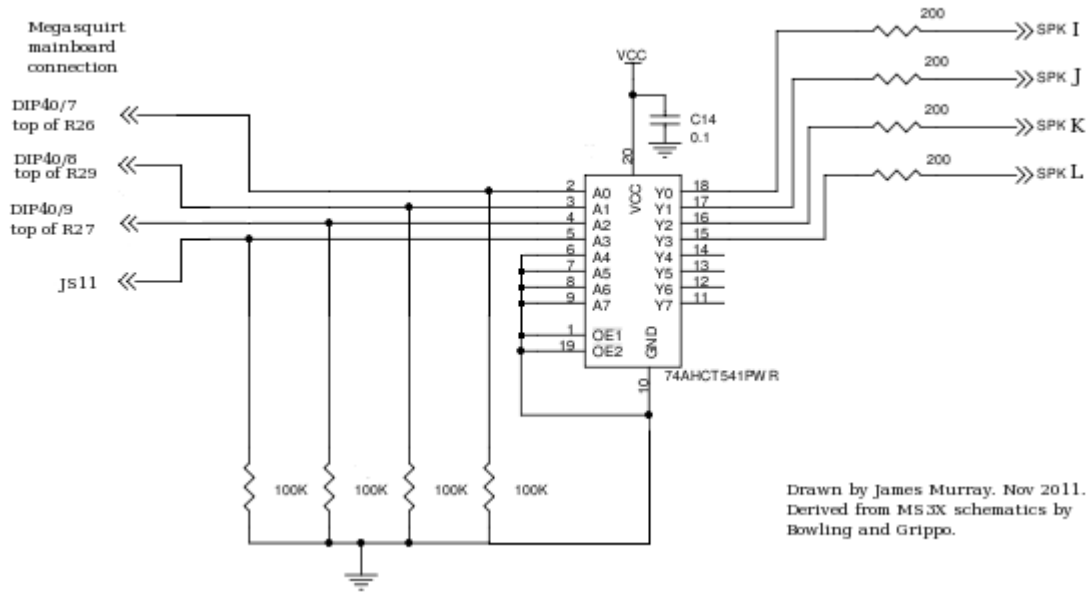 Megasquirt
mainboard
connection
DIP40/7
top of R26
DIP40/8
top of R29
DIP40/9
top of R27
JS11
VCC
C14
0.1
20
2 A0 VCC Y0 18
3 A1 Y1 17
4 A2 Y2 16
5 A3 Y3 15
6 A4 Y4 14
7 A5 Y5 13
8 A6 Y6 12
9 A7 Y7 11
1 OE1 GND
19 OE2
10
74AHCT541PWR
200 SPK I
200 SPK J
200 SPK K
200 SPK L
100K 100K 100K 100K
Drawn by James Murray. Nov 2011.
Derived from MS3X schematics by
Bowling and Grippo.